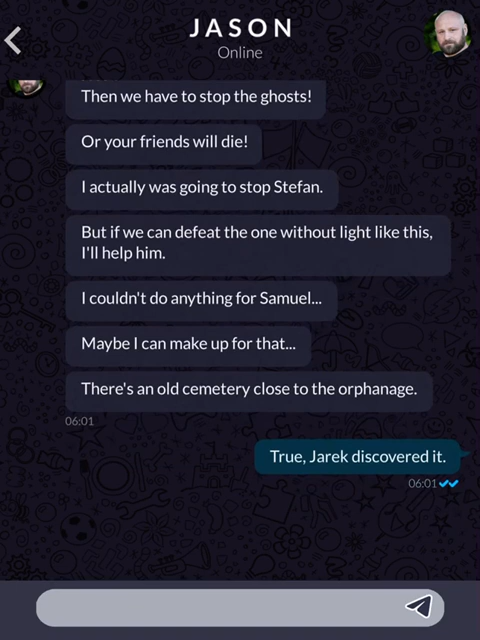 JASON
Online
Then we have to stop the ghosts!
Or your friends will die!
I actually was going to stop Stefan.
But if we can defeat the one without light like this,
I'll help him.
I couldn't do anything for Samuel...
Maybe I can make up for that...
There's an old cemetery close to the orphanage.
06:01
True, Jarek discovered it.
06:01